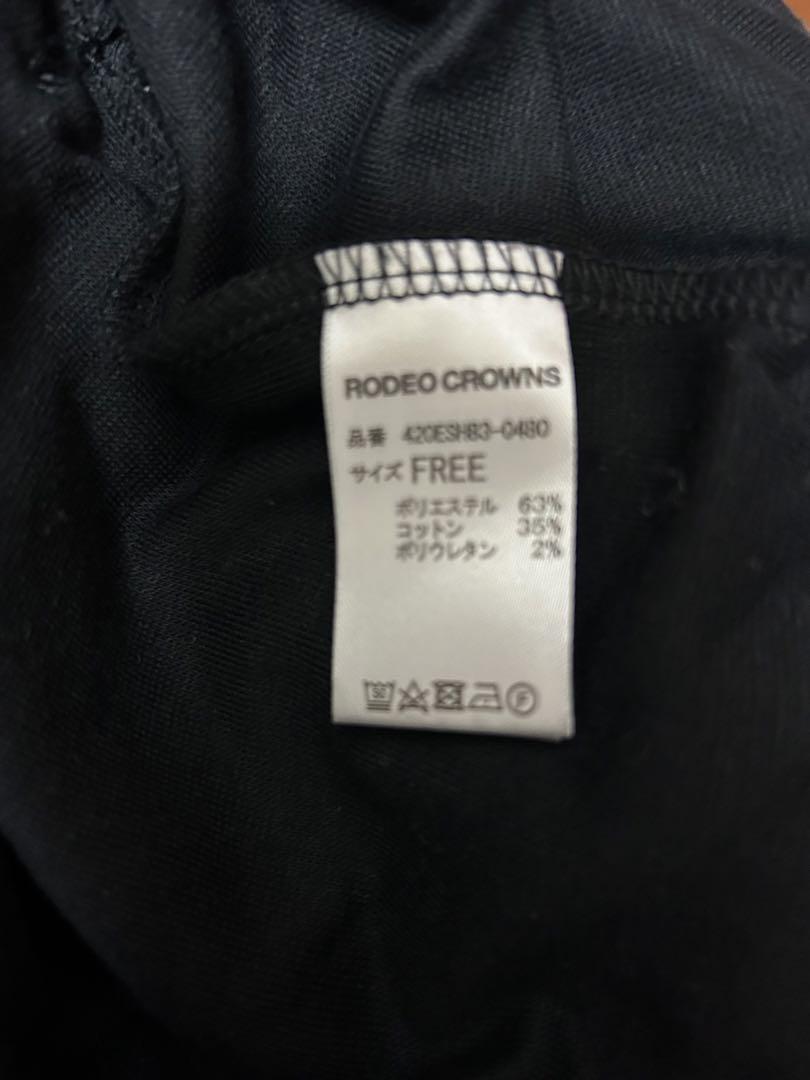 RODEO CROWNS
品番 420ESH83-0480
サイズ FREE
ポリエステル 63%
コットン 35%
ポリウレタン 2%